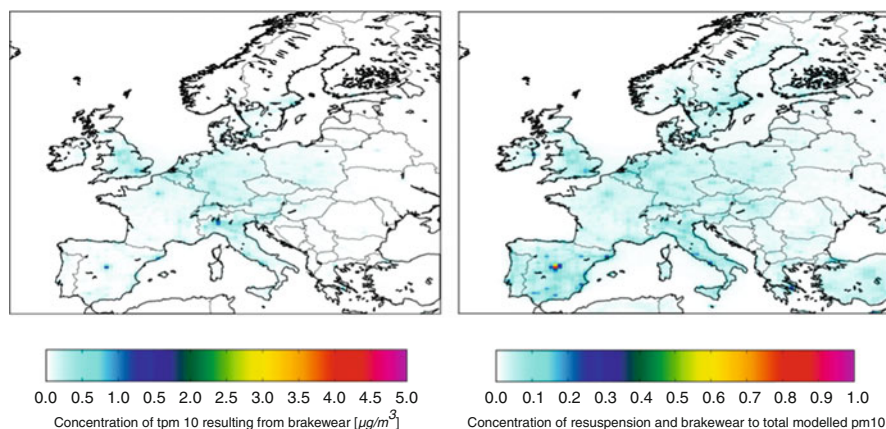 0.0 0.5 1.0 1.5 2.0 2.5 3.0 3.5 4.0 4.5 5.0
Concentration of tpm 10 resulting from brakewear [μg/m³]
0.0 0.1 0.2 0.3 0.4 0.5 0.6 0.7 0.8 0.9 1.0
Concentration of resuspension and brakewear to total modelled pm10